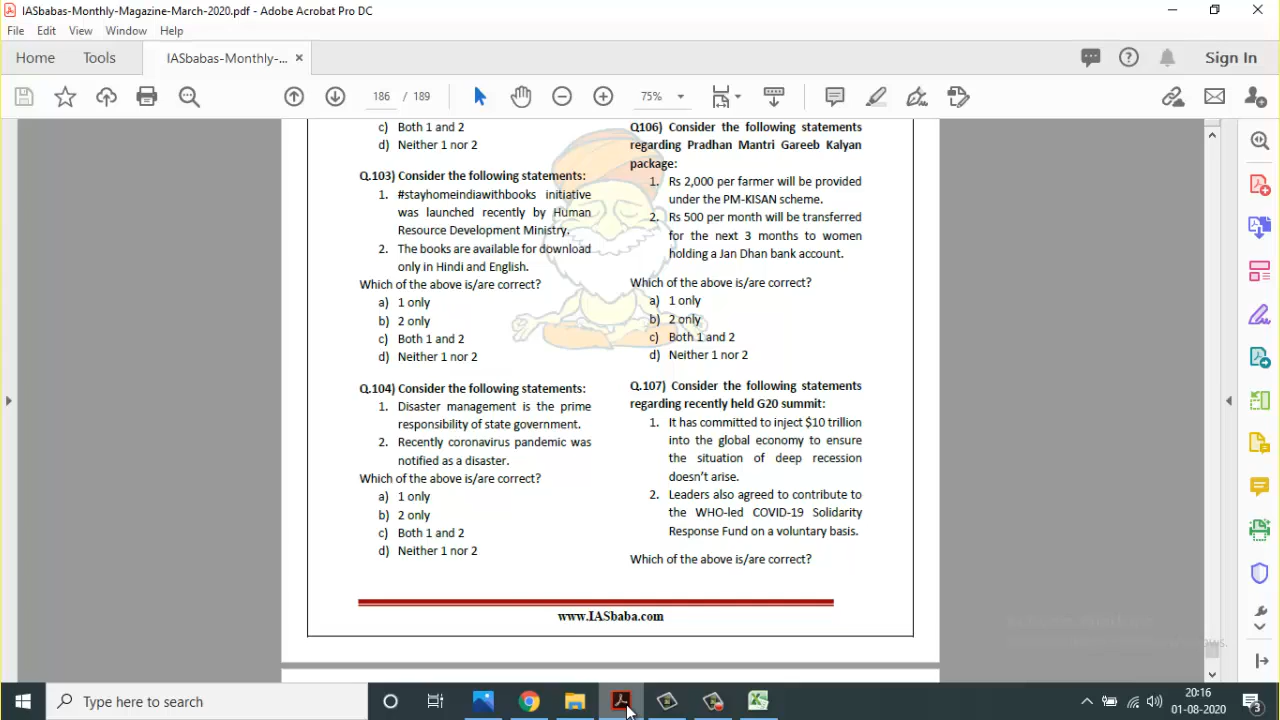 IASbabas-Monthly-Magazine-March-2020.pdf - Adobe Acrobat Pro DC
File Edit View Window Help
Home Tools IASbabas-Monthly-... × Sign In
186 / 189 75%
c) Both 1 and 2
d) Neither 1 nor 2
Q.103) Consider the following statements:
1. #stayhomeindiawithbooks initiative
was launched recently by Human
Resource Development Ministry.
2. The books are available for download
only in Hindi and English.
Which of the above is/are correct?
a) 1 only
b) 2 only
c) Both 1 and 2
d) Neither 1 nor 2
Q.104) Consider the following statements:
1. Disaster management is the prime
responsibility of state government.
2. Recently coronavirus pandemic was
notified as a disaster.
Which of the above is/are correct?
a) 1 only
b) 2 only
c) Both 1 and 2
d) Neither 1 nor 2
Q106) Consider the following statements
regarding Pradhan Mantri Gareeb Kalyan
package:
1. Rs 2,000 per farmer will be provided
under the PM-KISAN scheme.
2. Rs 500 per month will be transferred
for the next 3 months to women
holding a Jan Dhan bank account.
Which of the above is/are correct?
a) 1 only
b) 2 only
c) Both 1 and 2
d) Neither 1 nor 2
Q.107) Consider the following statements
regarding recently held G20 summit:
1. It has committed to inject $10 trillion
into the global economy to ensure
the situation of deep recession
doesn't arise.
2. Leaders also agreed to contribute to
the WHO-led COVID-19 Solidarity
Response Fund on a voluntary basis.
Which of the above is/are correct?
www.IASbaba.com
Type here to search
20:16
01-08-2020
3